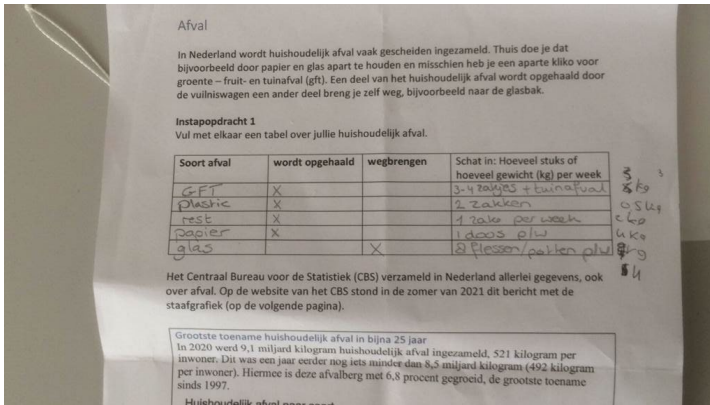 Afval
In Nederland wordt huishoudelijk afval vaak gescheiden ingezameld. Thuis doe je dat
bijvoorbeeld door papier en glas apart te houden en misschien heb je een aparte kliko voor
groente – fruit- en tuinafval (gft). Een deel van het huishoudelijk afval wordt opgehaald door
de vuilniswagen een ander deel breng je zelf weg, bijvoorbeeld naar de glasbak.
Instapopdracht 1
Vul met elkaar een tabel over jullie huishoudelijk afval.
Soort afval wordt opgehaald wegbrengen Schat in: Hoeveel stuks of
hoeveel gewicht (kg) per week
GFT X 3-4 zakjes + tuinafval kg
plastic X 2 zakken 05 kg
rest X 1 zak per week
papier X 1 doos p/w 4 kg
glas X 2 flessen/potten p/w
Het Centraal Bureau voor de Statistiek (CBS) verzameld in Nederland allerlei gegevens, ook
over afval. Op de website van het CBS stond in de zomer van 2021 dit bericht met de
staafgrafiek (op de volgende pagina).
Grootste toename huishoudelijk afval in bijna 25 jaar
In 2020 werd 9,1 miljard kilogram huishoudelijk afval ingezameld, 521 kilogram per
inwoner. Dit was een jaar eerder nog iets minder dan 8,5 miljard kilogram (492 kilogram
per inwoner). Hiermee is deze afvalberg met 6,8 procent gegroeid, de grootste toename
sinds 1997.